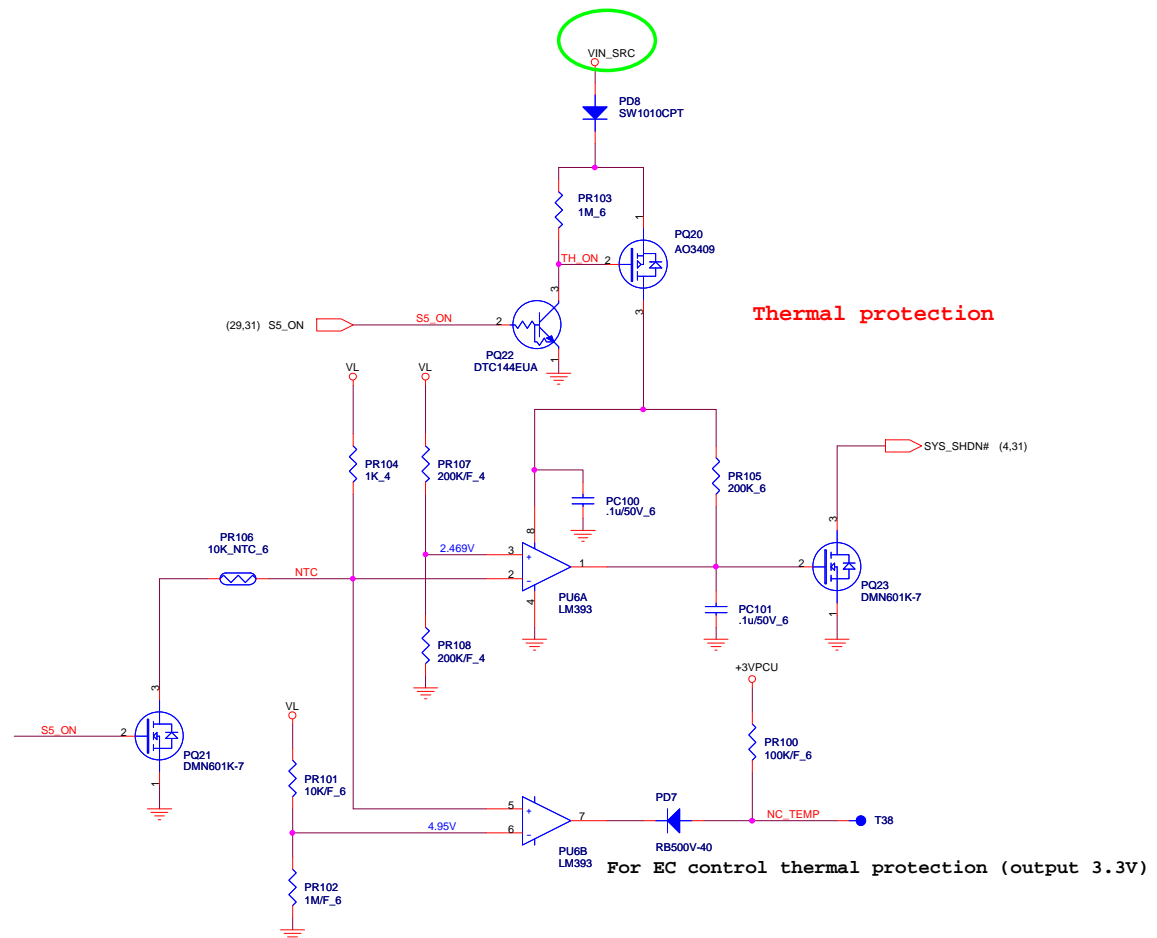 VIN_SRC
PD8
SW1010CPT
PR103
1M_6
1
PQ20
AO3409
TH_ON
2
3
3
Thermal protection
(29,31)
S5_ON
S5_ON
2
PQ22
DTC144EUA
1
VL
VL
SYS_SHDN#
(4,31)
PR104
1K_4
PR107
200K/F_4
PR105
200K_6
PC100
.1u/50V_6
8
3
PR106
10K_NTC_6
NTC
2.469V
3
+
2
-
1
2
4
PU6A
LM393
PQ23
DMN601K-7
1
PC101
.1u/50V_6
PR108
200K/F_4
+3VPCU
3
S5_ON
2
PQ21
DMN601K-7
1
VL
PR100
100K/F_6
PR101
10K/F_6
5
+
6
-
7
4.95V
PD7
NC_TEMP
T38
PU6B
LM393
RB500V-40
For EC control thermal protection (output 3.3V)
PR102
1M/F_6